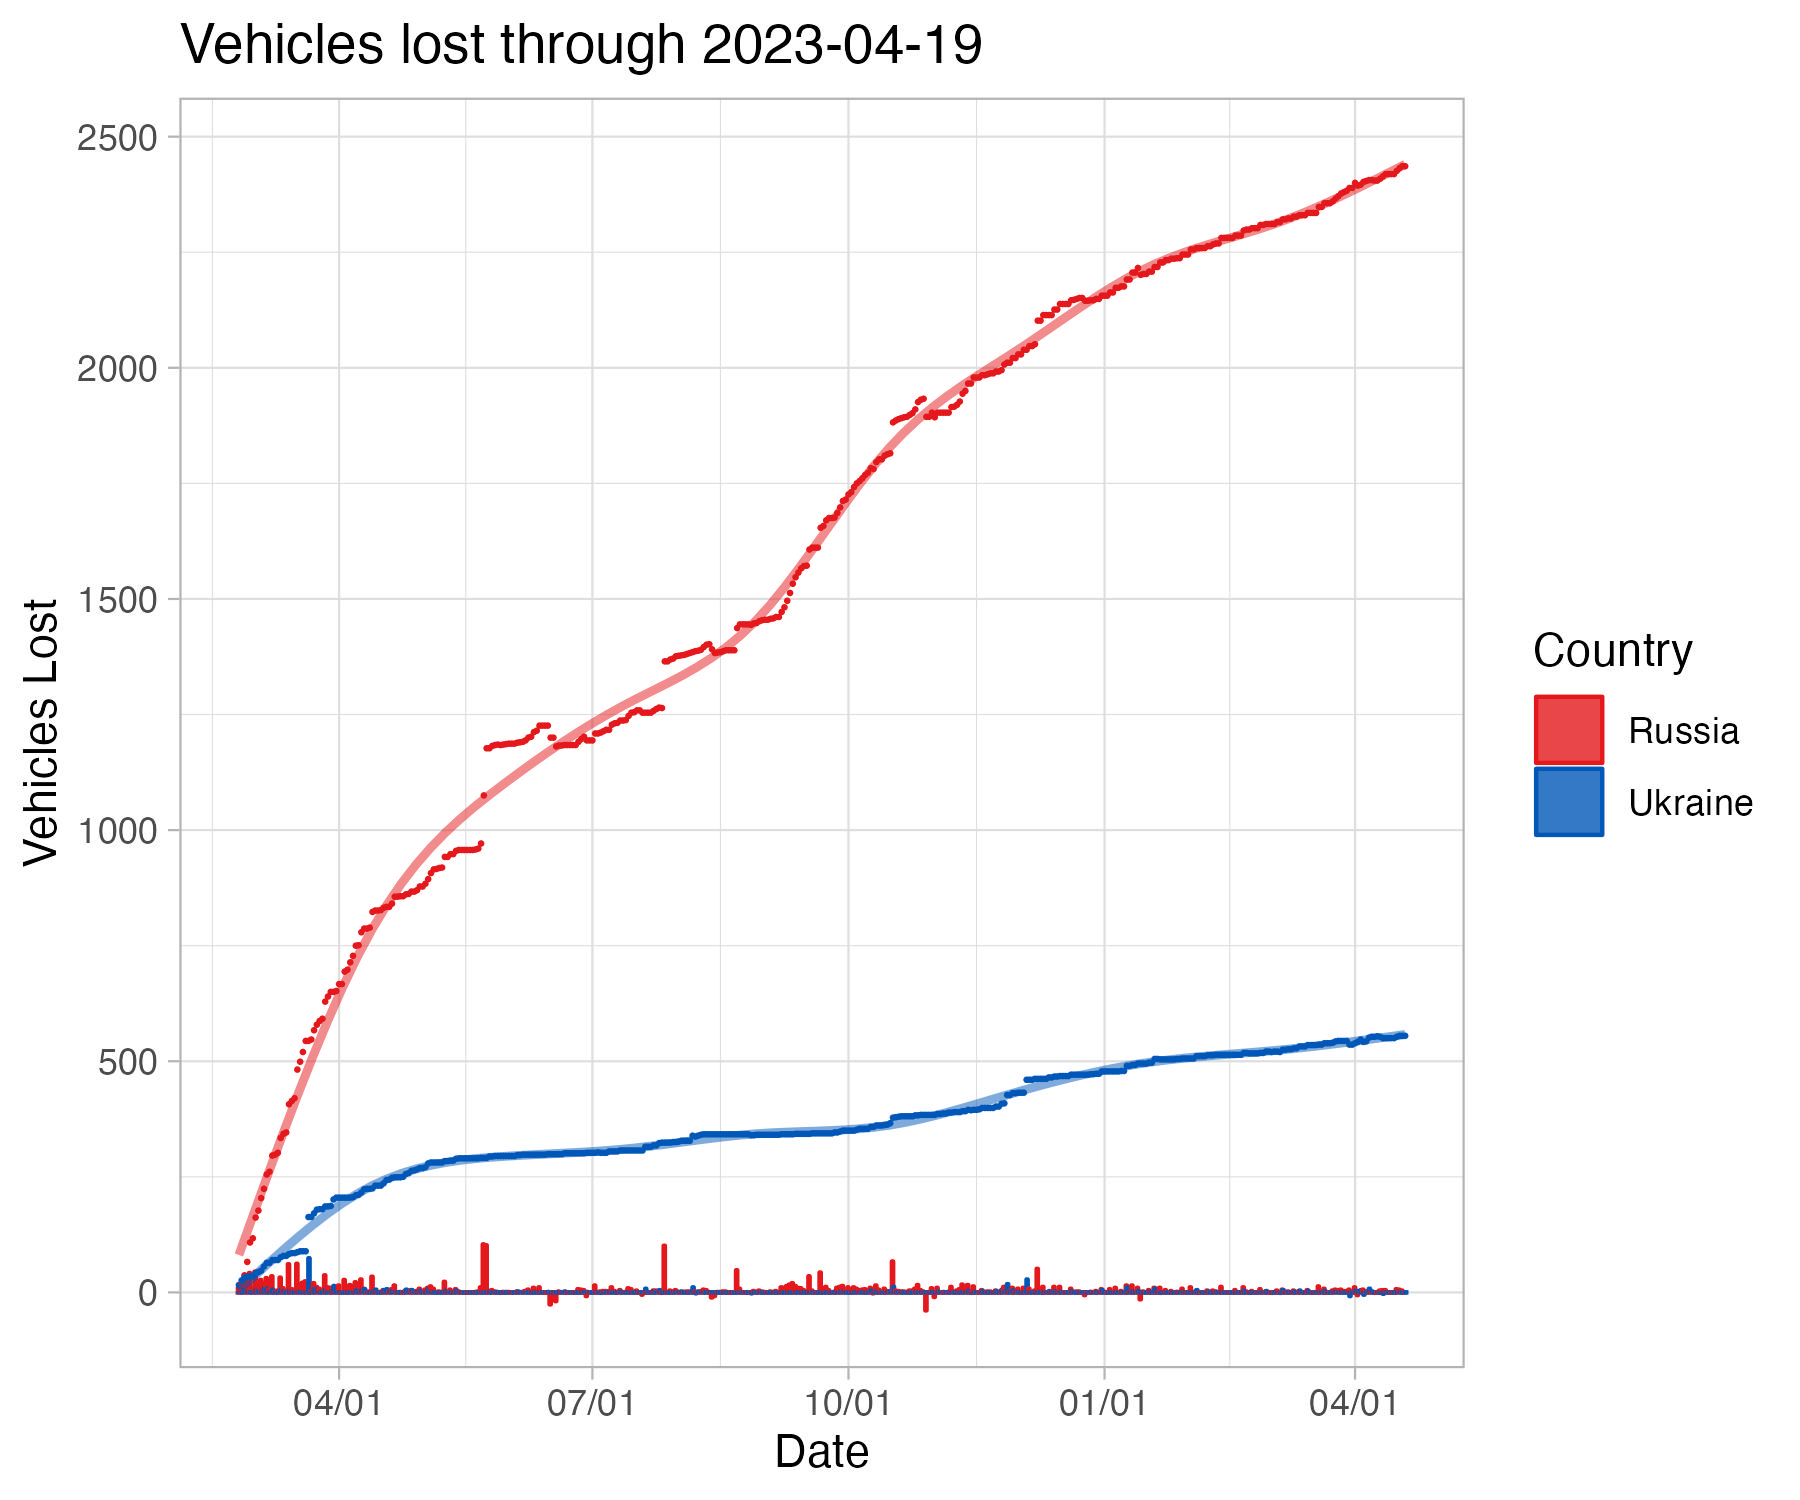 Vehicles lost through 2023-04-19
Vehicles Lost
2500
2000
1500
1000
500
0
04/01
07/01
10/01
01/01
04/01
Date
Country
Russia
Ukraine